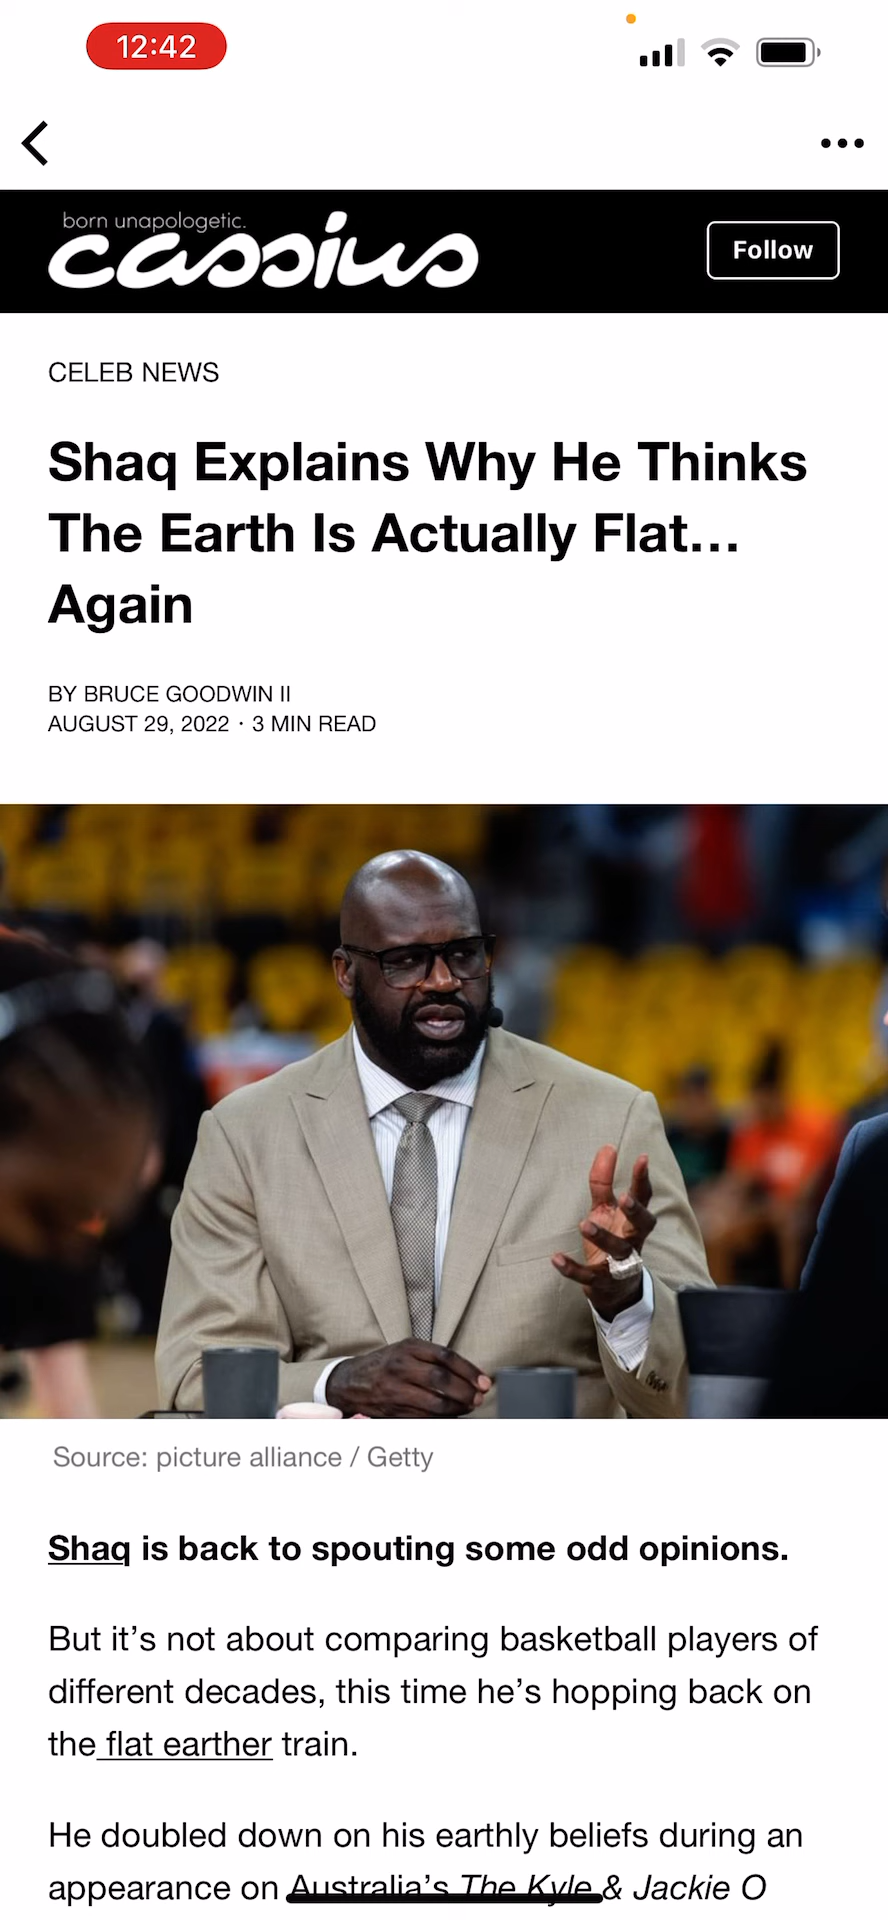 12:42
born unapologetic.
cassius
Follow
CELEB NEWS
Shaq Explains Why He Thinks
The Earth Is Actually Flat...
Again
BY BRUCE GOODWIN II
AUGUST 29, 2022 · 3 MIN READ
Source: picture alliance / Getty
Shaq is back to spouting some odd opinions.
But it’s not about comparing basketball players of
different decades, this time he’s hopping back on
the flat earther train.
He doubled down on his earthly beliefs during an
appearance on Australia’s The Kyle & Jackie O